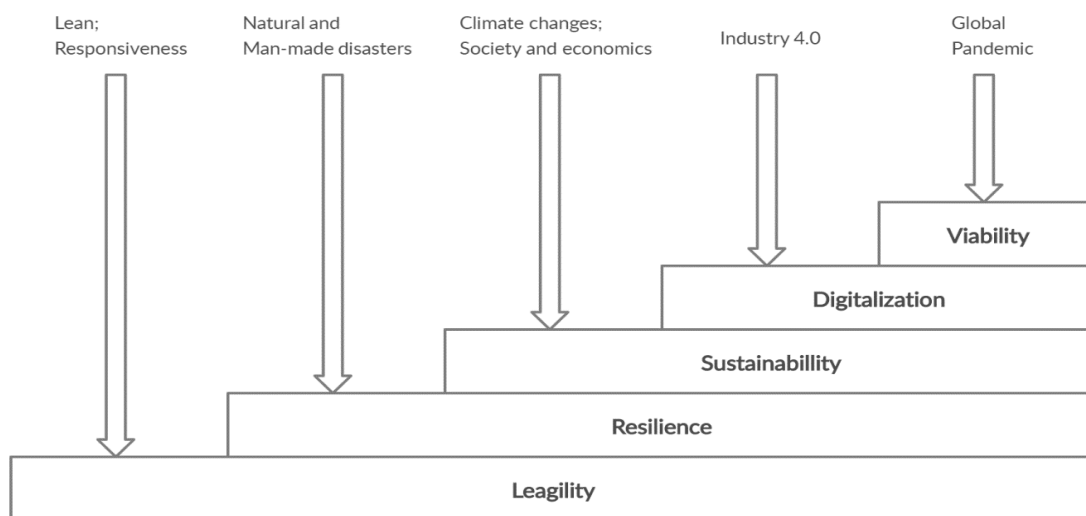 Lean;
Responsiveness
Natural and
Man-made disasters
Climate changes;
Society and economics
Industry 4.0
Global
Pandemic
Viability
Digitalization
Sustainabillity
Resilience
Leagility